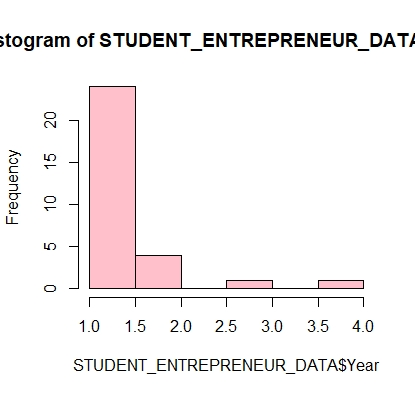 stogram of STUDENT_ENTREPRENEUR_DATA
Frequency
20
15
10
5
0
1.0 1.5 2.0 2.5 3.0 3.5 4.0
STUDENT_ENTREPRENEUR_DATA$Year